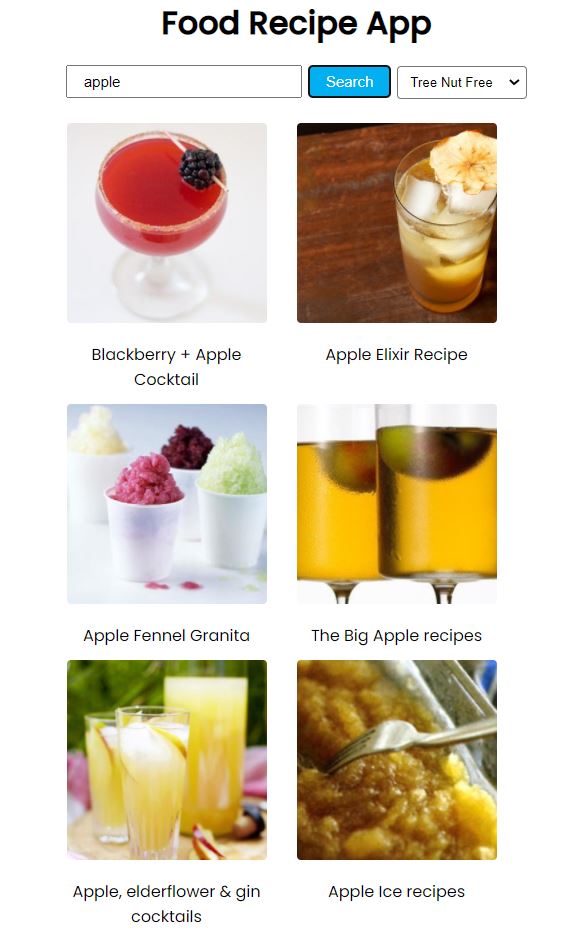 Food Recipe App
apple
Search
Tree Nut Free
Blackberry + Apple
Cocktail
Apple Elixir Recipe
Apple Fennel Granita
The Big Apple recipes
Apple, elderflower & gin
cocktails
Apple Ice recipes